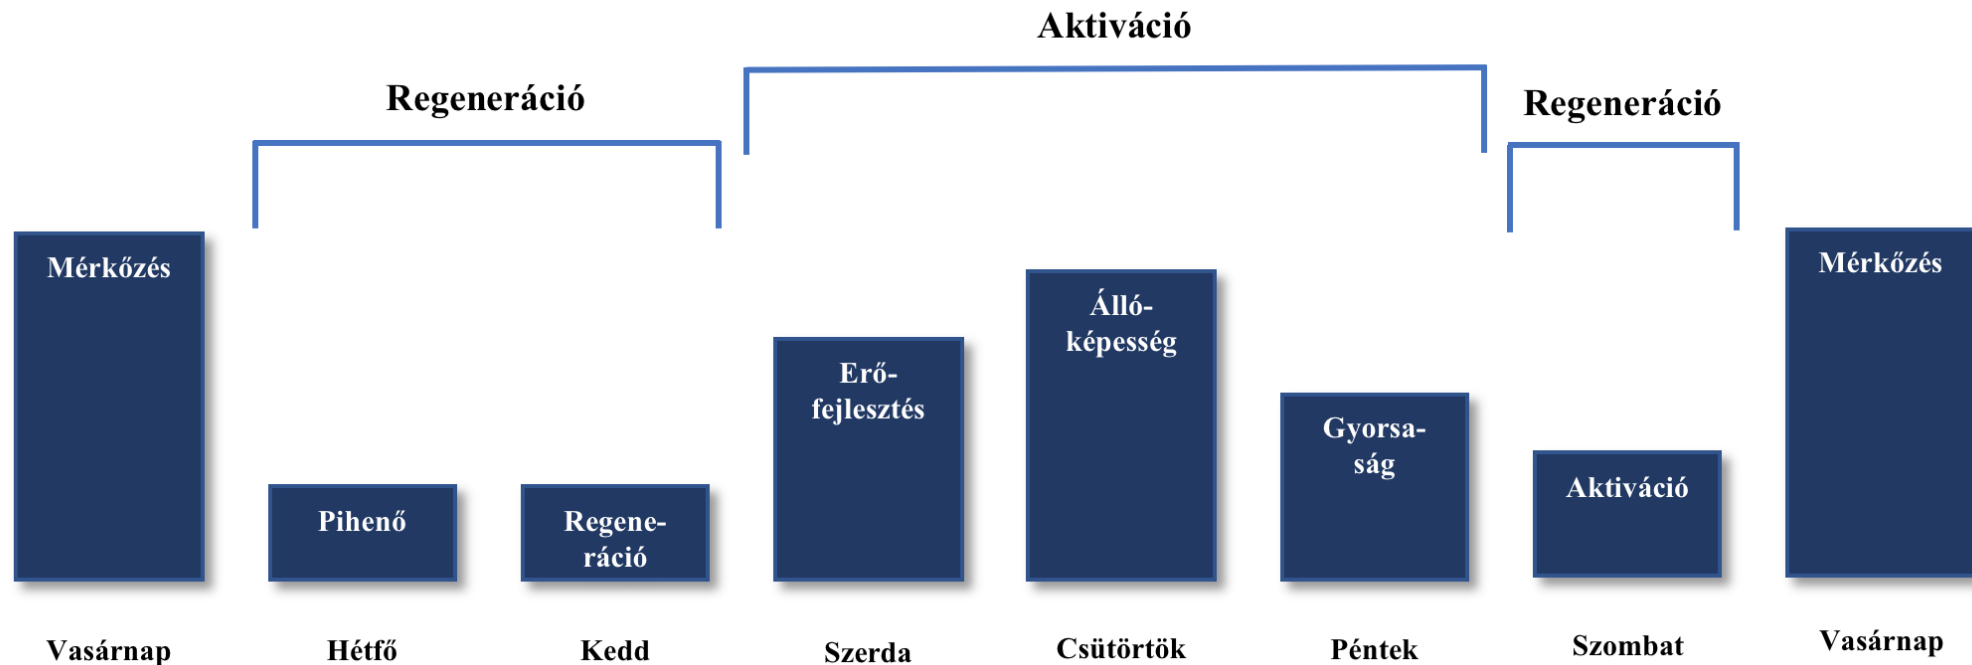 Aktiváció
Regeneráció
Regeneráció
Mérkőzés
Pihenő
Regene-
ráció
Erő-
fejlesztés
Álló-
képesség
Gyorsa-
ság
Aktiváció
Mérkőzés
Vasárnap
Hétfő
Kedd
Szerda
Csütörtök
Péntek
Szombat
Vasárnap